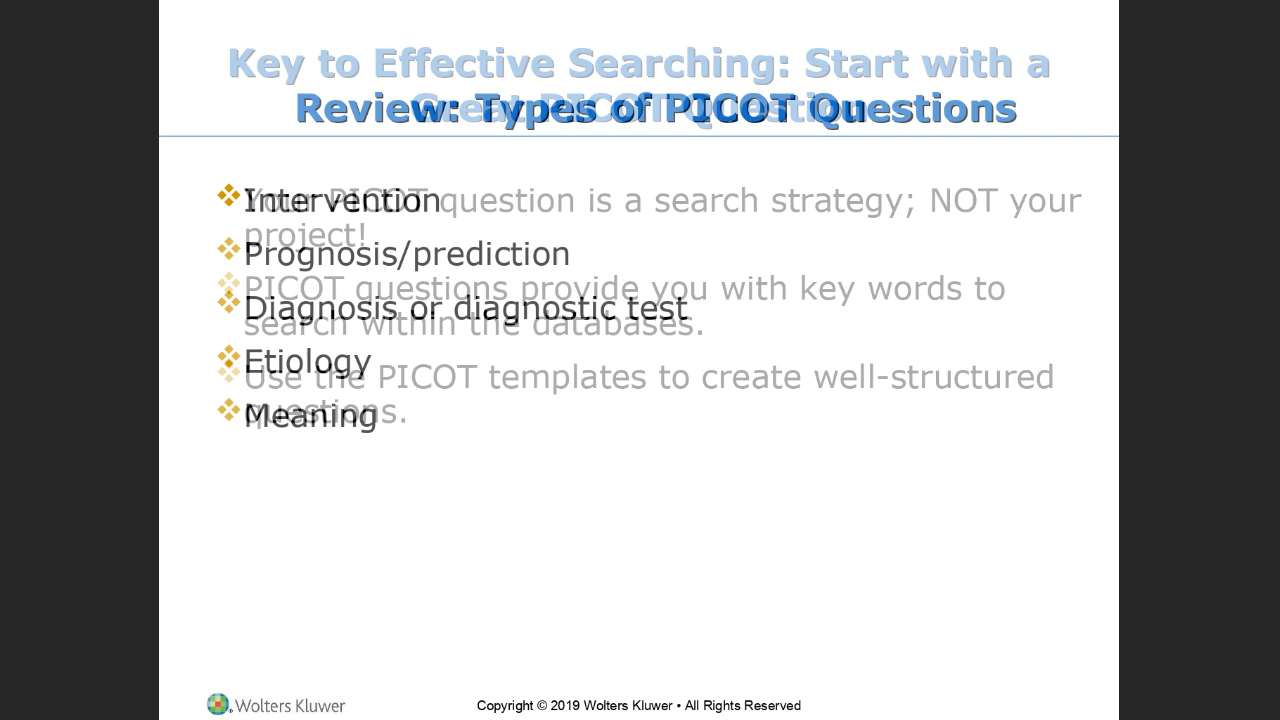 Key to Effective Searching: Start with a
Great PICOT Question
Review: Types of PICOT Questions
Your PICOT question is a search strategy; NOT your
project!
PICOT questions provide you with key words to
search within the databases.
Use the PICOT templates to create well-structured
questions.
Intervention
Prognosis/prediction
Diagnosis or diagnostic test
Etiology
Meaning
Wolters Kluwer
Copyright © 2019 Wolters Kluwer • All Rights Reserved